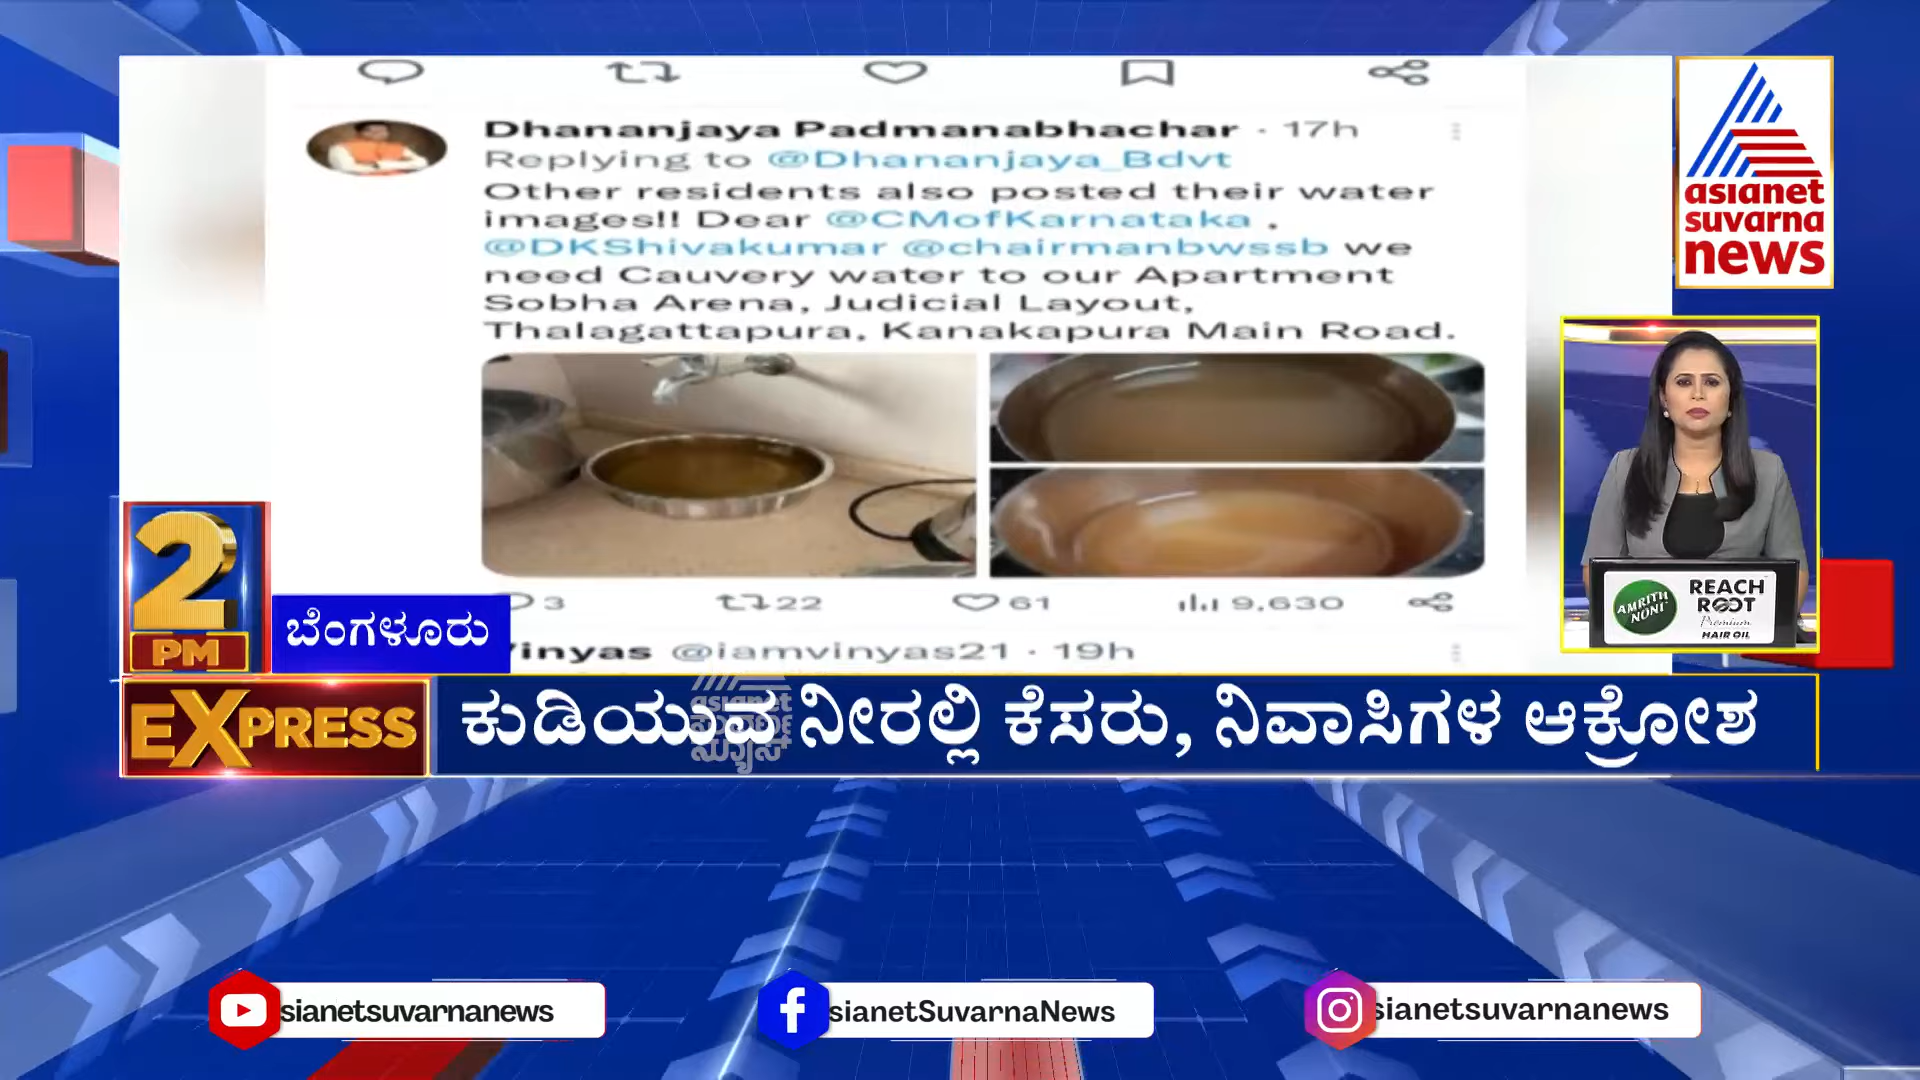 Dhananjaya Padmanabhachar · 17h
Replying to @Dhananjaya_Bdvt
Other residents also posted their water
images!! Dear @CMofKarnataka .
@DKShivakumar @chairmanbwssb we
need Cauvery water to our Apartment
Sobha Arena, Judicial Layout,
Thalagattapura, Kanakapura Main Road.
3 22 61 9,630
Vinyas @iamvinyas21 · 19h
asianet
suvarna
news
AMRITH
NONI
REACH
ROOT
Premium
HAIR OIL
2
PM
ಬೆಂಗಳೂರು
EXPRESS
ಕುಡಿಯುವ ನೀರಲ್ಲಿ ಕೆಸರು, ನಿವಾಸಿಗಳ ಆಕ್ರೋಶ
sianetsuvarnanews
sianetSuvarnaNews
sianetsuvarnanews